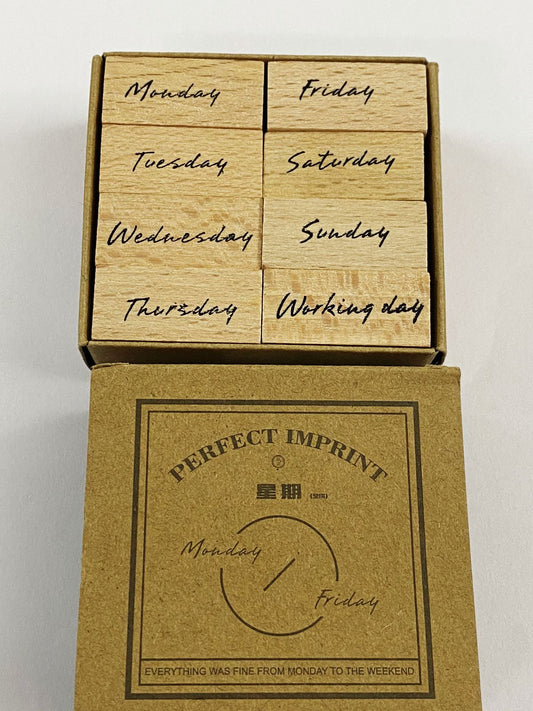 Monday
Friday
Tuesday
Saturday
Wednesday
Sunday
Thursday
Working day
PERFECT IMPRINT
星期
Monday
Friday
EVERYTHING WAS FINE FROM MONDAY TO THE WEEKEND